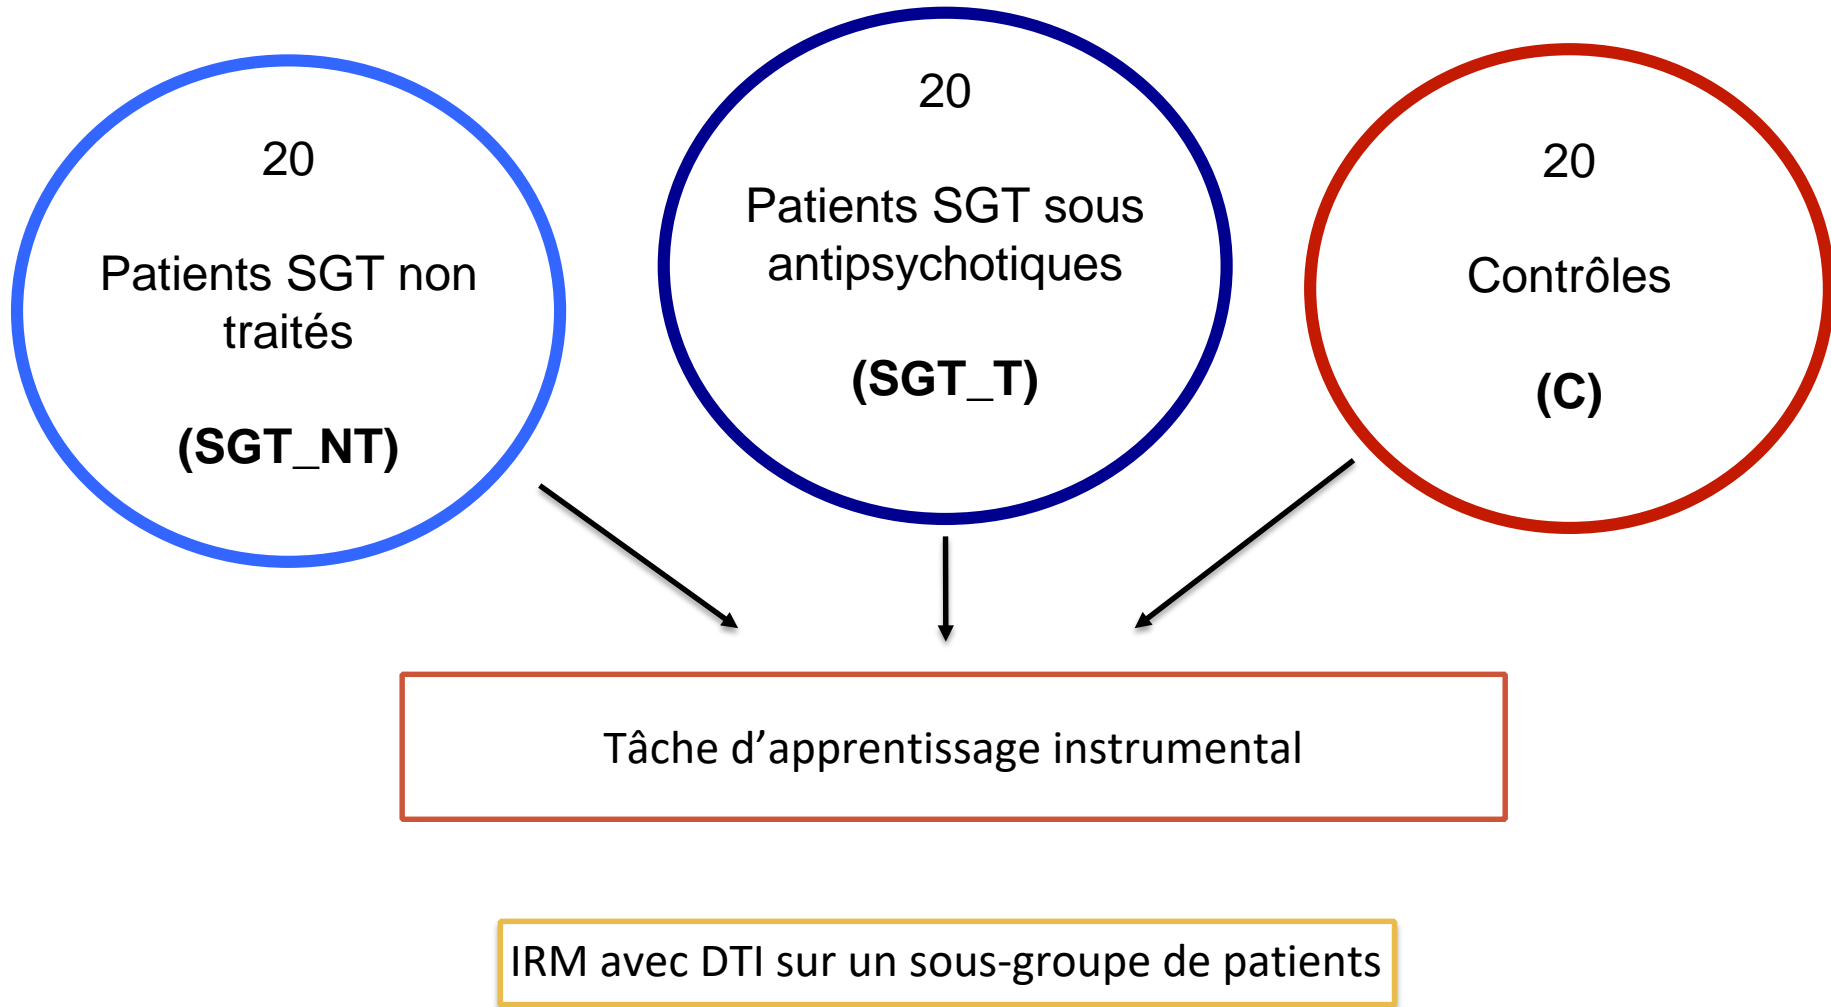 20
Patients SGT non
traités
(SGT_NT)
20
Patients SGT sous
antipsychotiques
(SGT_T)
20
Contrôles
(C)
Tâche d’apprentissage instrumental
IRM avec DTI sur un sous-groupe de patients